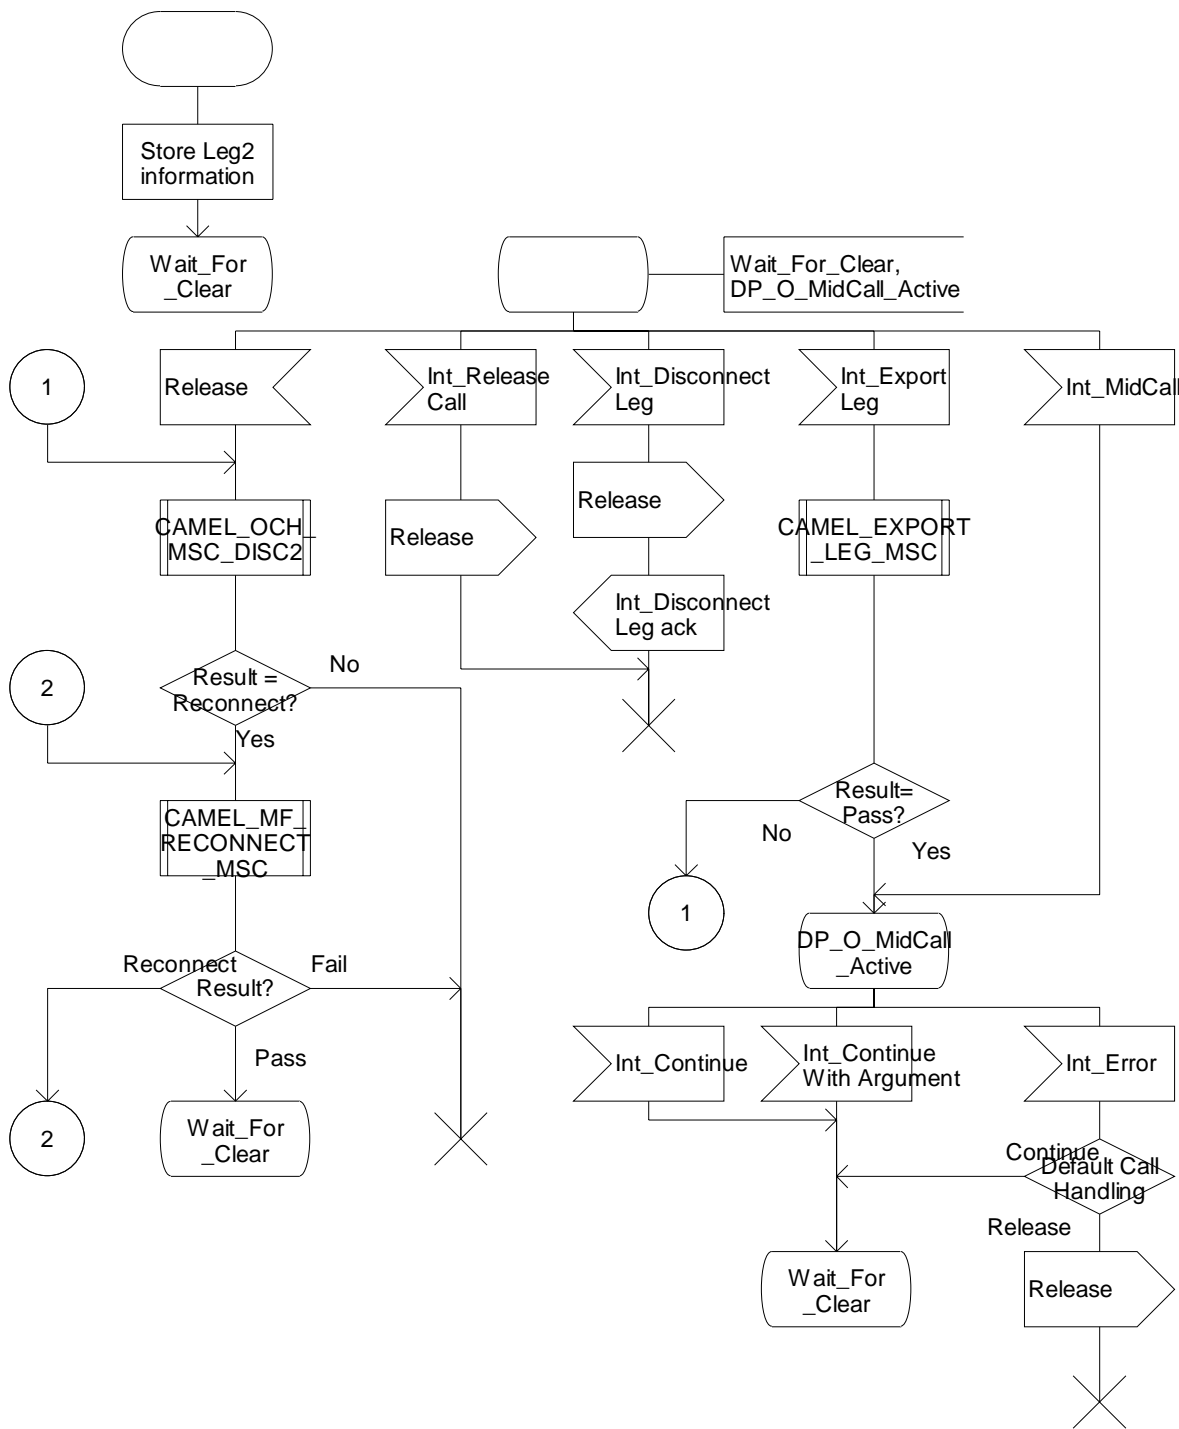 Store Leg2
information
Wait_For
_Clear
Wait_For_Clear,
DP_O_MidCall_Active
1
Release
Int_Release
Call
Int_Disconnect
Leg
Int_Export
Leg
Int_MidCall
CAMEL_OCH_
MSC_DISC2
Release
Release
CAMEL_EXPORT
_LEG_MSC
Int_Disconnect
Leg ack
2
Result =
Reconnect?
No
Yes
CAMEL_MF_
RECONNECT
_MSC
Result=
Pass?
No
Yes
1
DP_O_MidCall
_Active
Reconnect
Result?
Fail
Pass
2
Wait_For
_Clear
Int_Continue
Int_Continue
With Argument
Int_Error
Continue
Default Call
Handling
Release
Wait_For
_Clear
Release